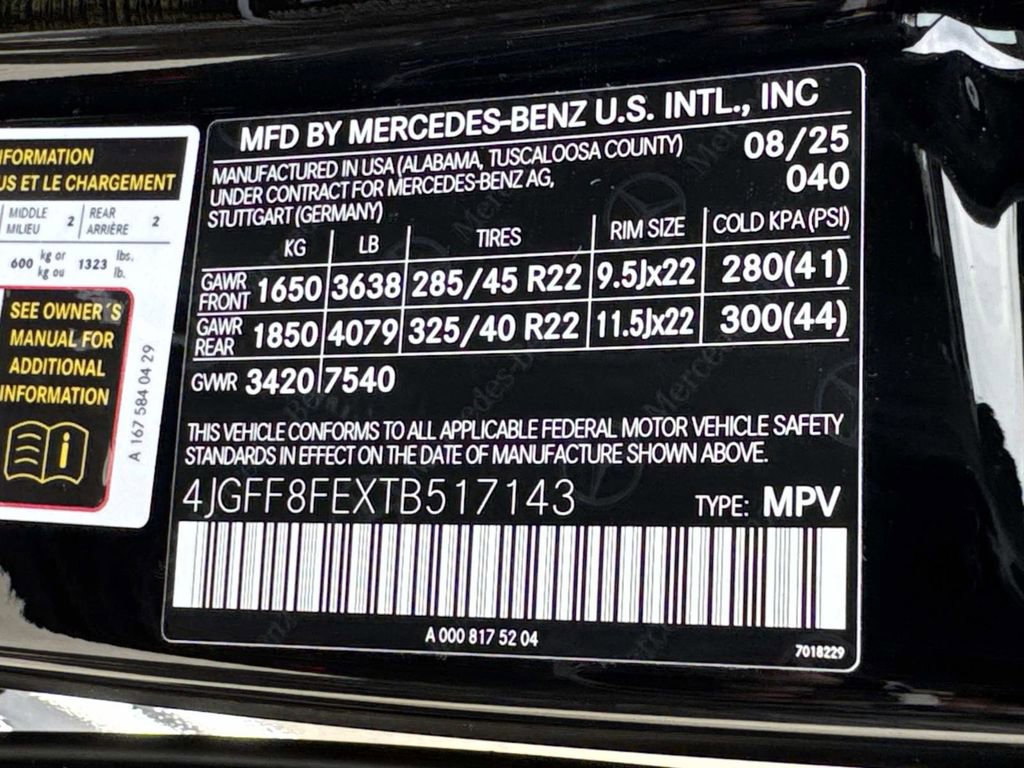 NFORMATION
US ET LE CHARGEMENT
MIDDLE
MILIEU
2
REAR
ARRIÈRE
2
600
kg or
kg ou
1323
lbs.
lb.
SEE OWNER´S
MANUAL FOR
ADDITIONAL
INFORMATION
A 167 584 04 29
MFD BY MERCEDES-BENZ U.S. INTL., INC
MANUFACTURED IN USA (ALABAMA, TUSCALOOSA COUNTY) 08/25
UNDER CONTRACT FOR MERCEDES-BENZ AG, 040
STUTTGART (GERMANY)
KG LB TIRES RIM SIZE COLD KPA (PSI)
GAWR FRONT 1650 3638 285/45 R22 9.5Jx22 280(41)
GAWR REAR 1850 4079 325/40 R22 11.5Jx22 300(44)
GVWR 3420 7540
THIS VEHICLE CONFORMS TO ALL APPLICABLE FEDERAL MOTOR VEHICLE SAFETY
STANDARDS IN EFFECT ON THE DATE OF MANUFACTURE SHOWN ABOVE.
4JGFF8FEXTB517143 TYPE: MPV
A 000 817 52 04
7018229